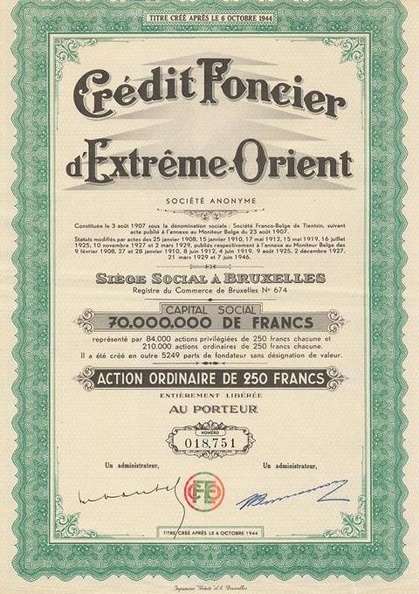 TITRE CRÉÉ APRÈS LE 6 OCTOBRE 1944
Crédit Foncier
d'Extrême-Orient
SOCIÉTÉ ANONYME
Constituée le 3 août 1907 sous la dénomination sociale : Société Franco-Belge de Tientsin, suivant
acte publié à l'annexe au Moniteur Belge du 23 août 1907.
Statuts modifiés par actes des 25 janvier 1908, 15 janvier 1910, 17 mai 1912, 15 mai 1919, 16 juillet
1925, 10 novembre 1927 et 2 mars 1929, publiés respectivement à l'annexe au Moniteur Belge des
9 février 1908, 27 et 28 janvier 1910, 8 juin 1912, 4 juin 1919, 9 août 1925, 2 décembre 1927,
21 mars 1929 et 7 juin 1946.
SIÈGE SOCIAL A BRUXELLES
Registre du Commerce de Bruxelles No 674
CAPITAL SOCIAL
70.000.000 DE FRANCS
représenté par 84.000 actions privilégiées de 250 francs chacune et
210.000 actions ordinaires de 250 francs chacune.
Il a été créé en outre 5249 parts de fondateur sans désignation de valeur.
ACTION ORDINAIRE DE 250 FRANCS
ENTIÈREMENT LIBÉRÉE
AU PORTEUR
NUMÉRO
018,751
Un administrateur, Un administrateur,
TITRE CRÉÉ APRÈS LE 6 OCTOBRE 1944